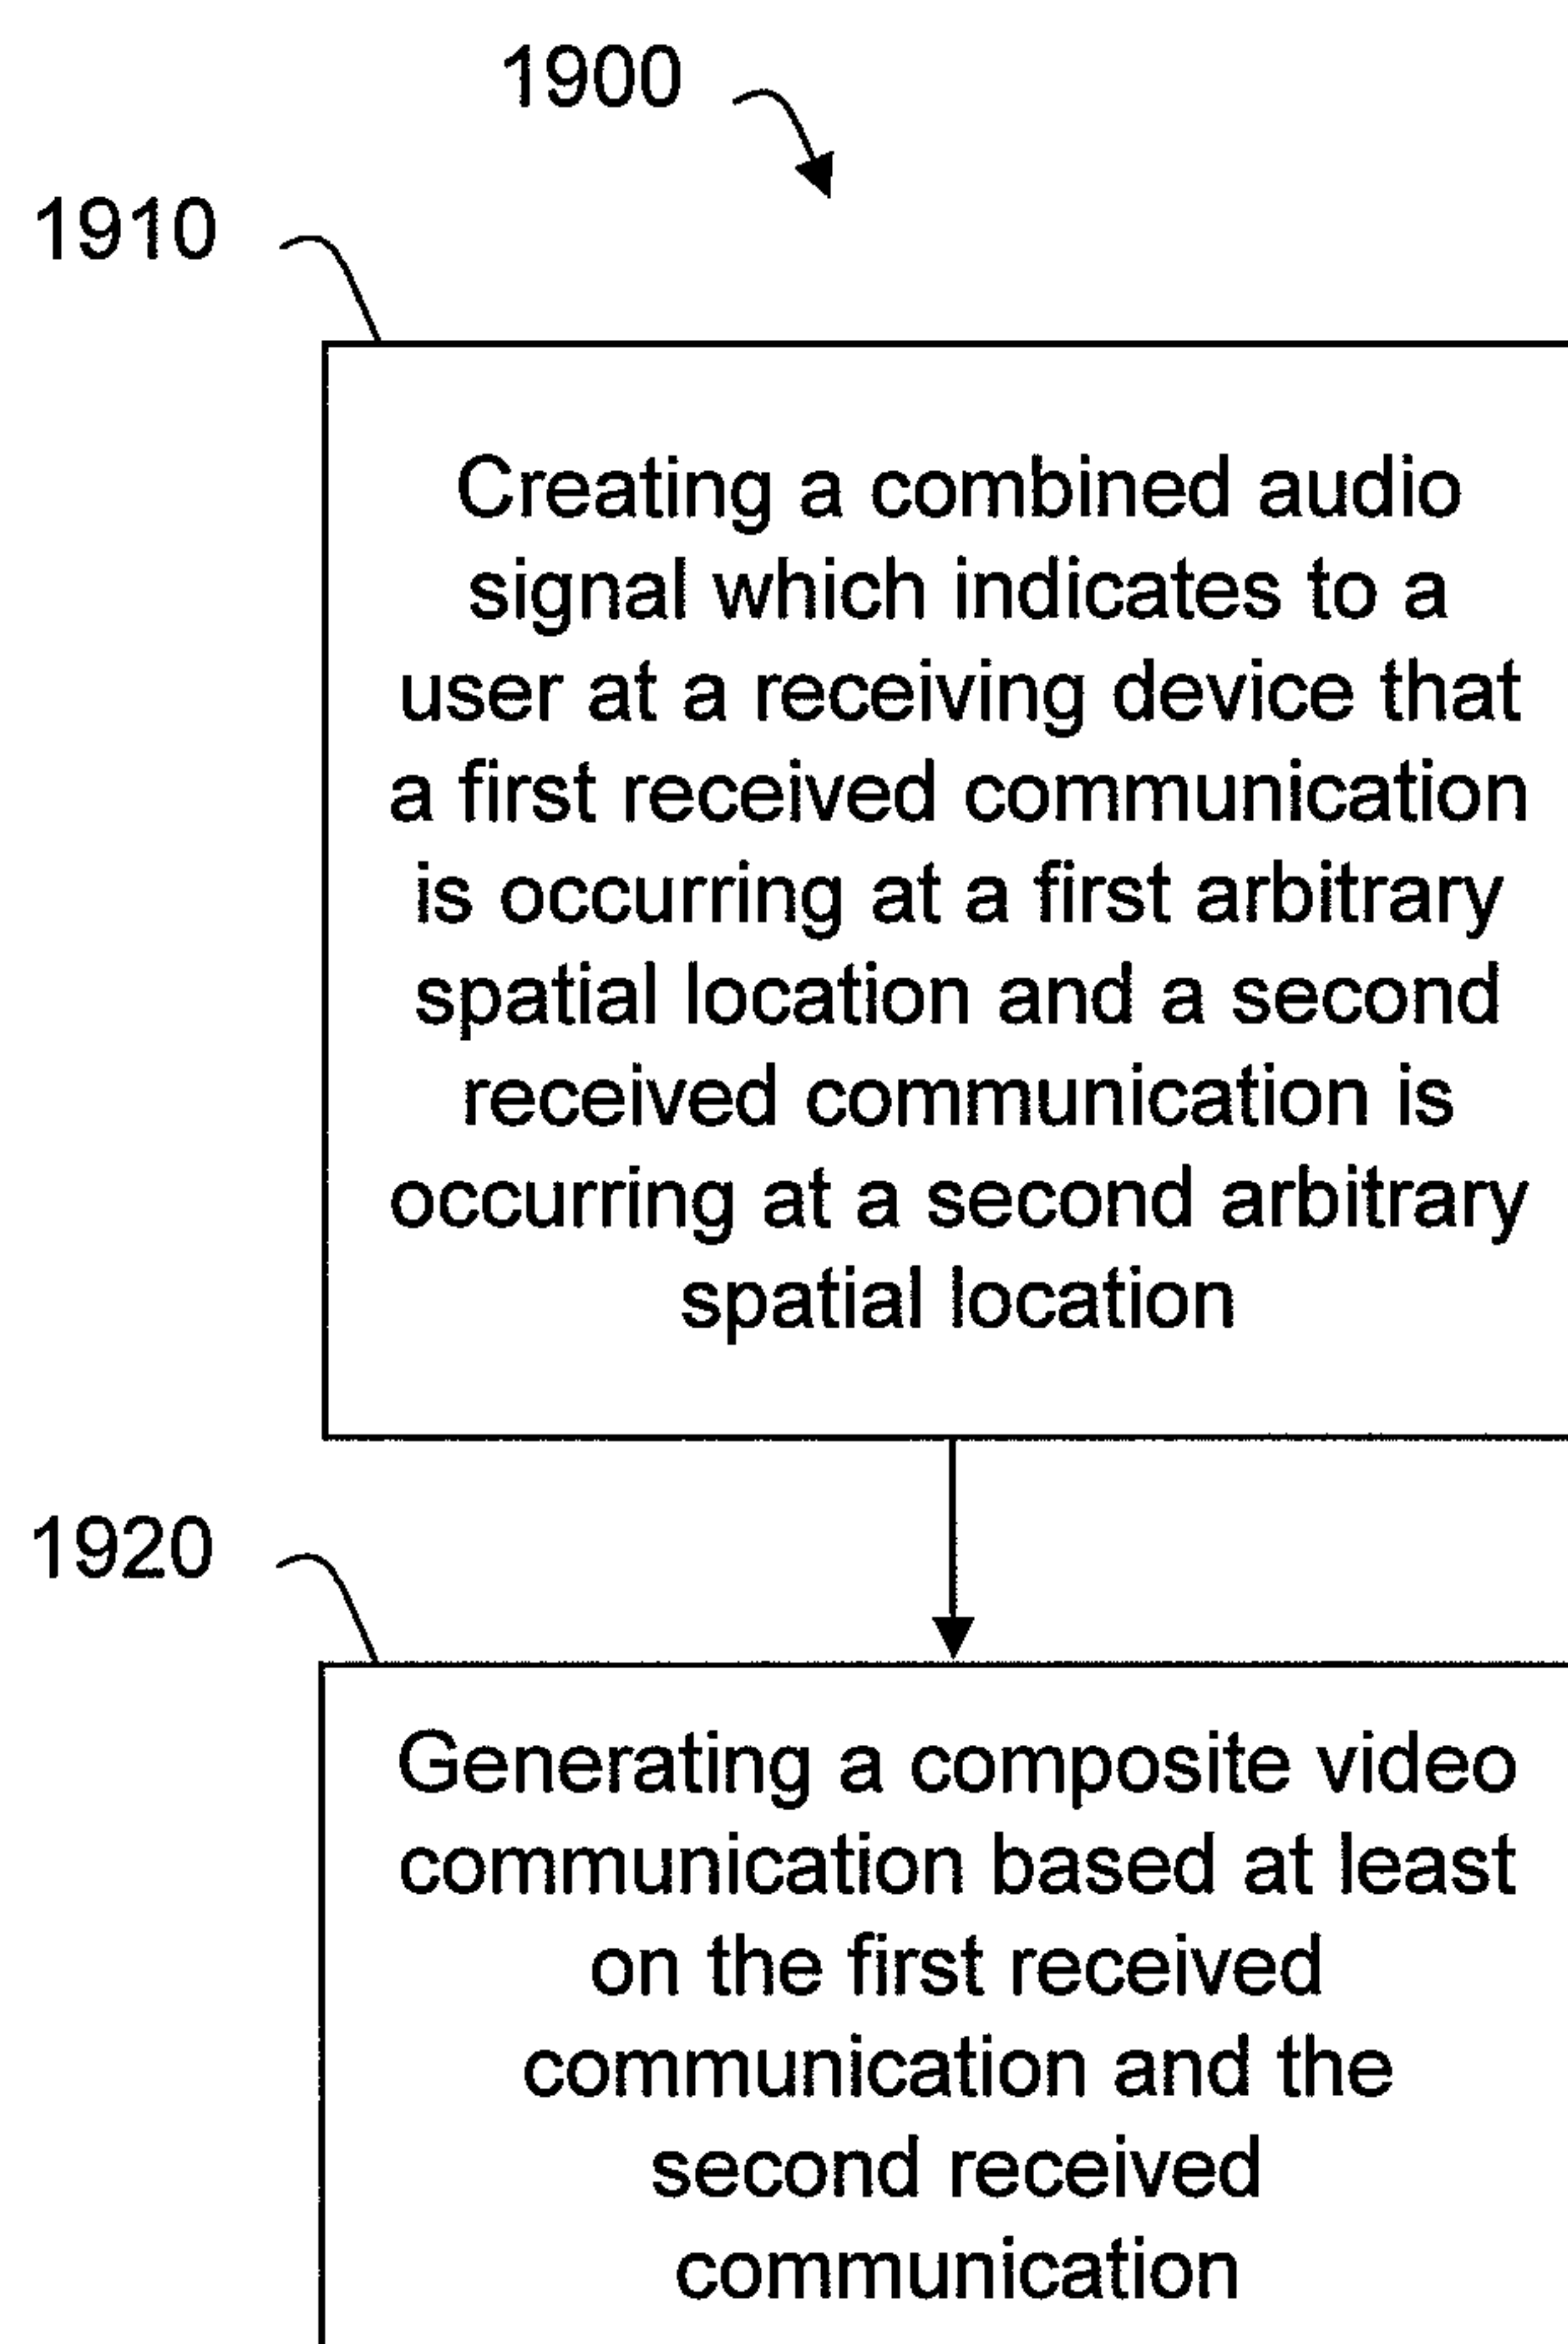 1900
1910
Creating a combined audio
signal which indicates to a
user at a receiving device that
a first received communication
is occurring at a first arbitrary
spatial location and a second
received communication is
occurring at a second arbitrary
spatial location
1920
Generating a composite video
communication based at least
on the first received
communication and the
second received
communication